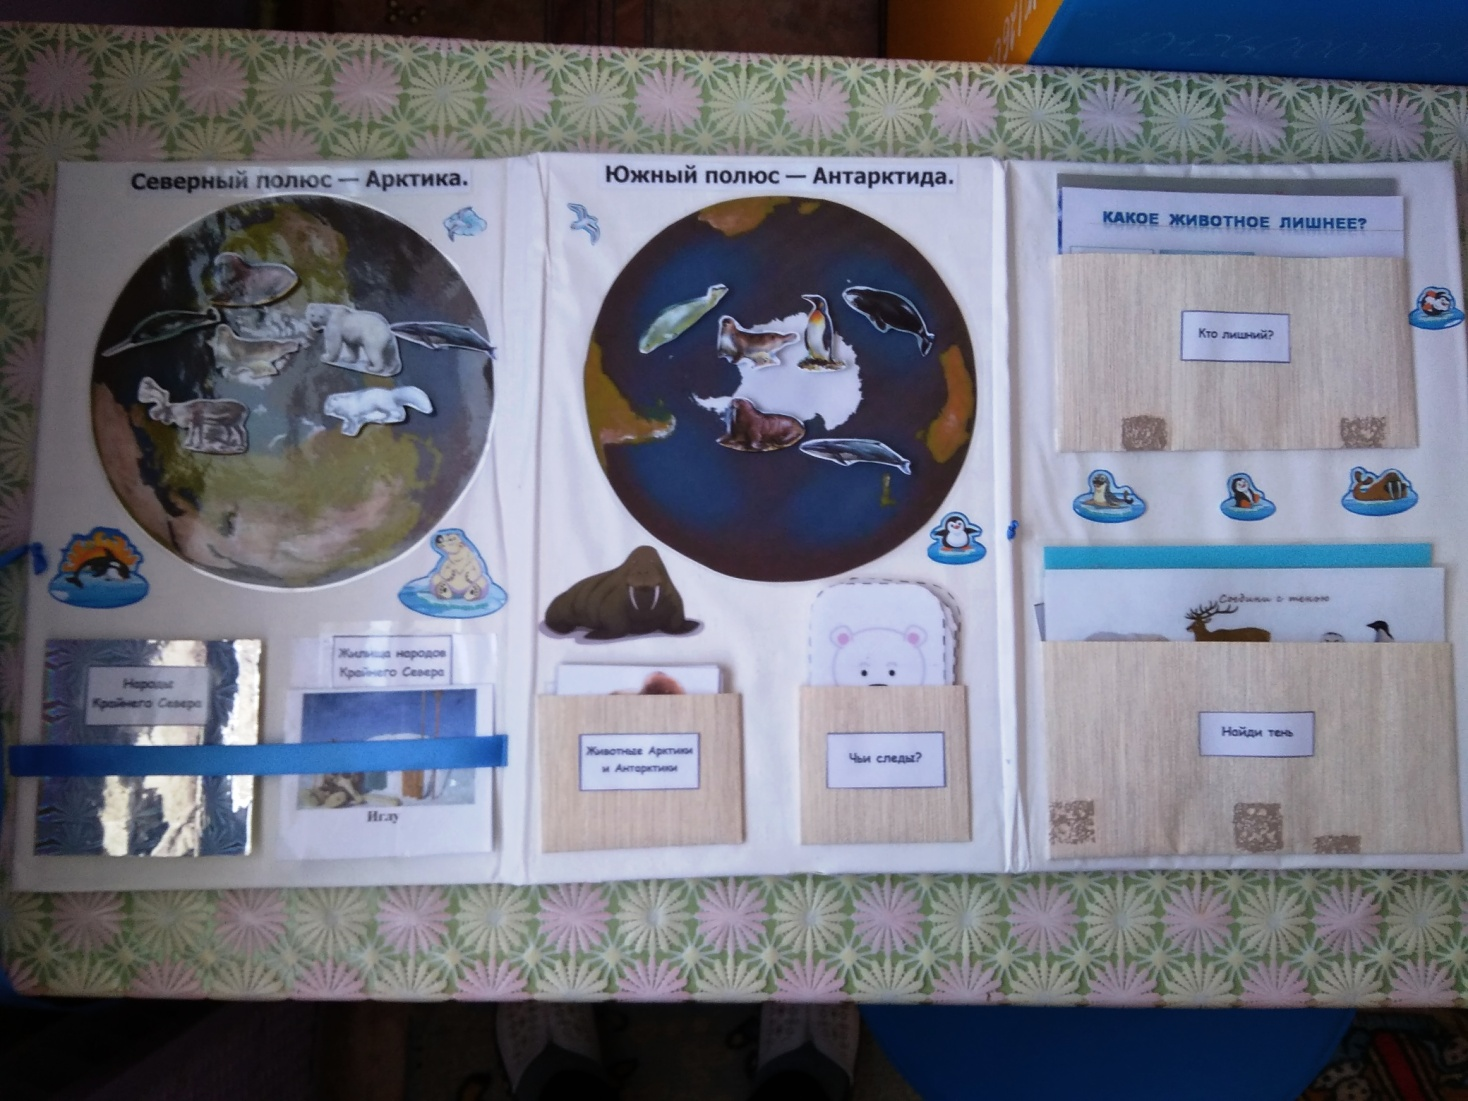 Северный полюс — Арктика.
Южный полюс — Антарктида.
КАКОЕ ЖИВОТНОЕ ЛИШНЕЕ?
Кто лишний?
Соедини с тенью
Найди тень
Народы
Крайнего Севера
Жилища народов
Крайнего Севера
Иглу
Животные Арктики
и Антарктики
Чьи следы?